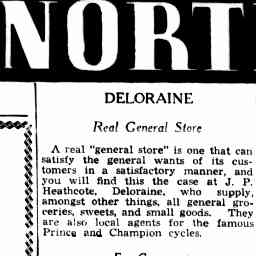 NORT
DELORAINE
Real General Store
A real "general store" is one that can
satisfy the general wants of its cus-
tomers in a satisfactory manner, and
you will find this the case at J. P.
Heathcote, Deloraine, who supply,
amongst other things, all general gro-
ceries, sweets, and small goods. They
are also local agents for the famous
Prince and Champion cycles.